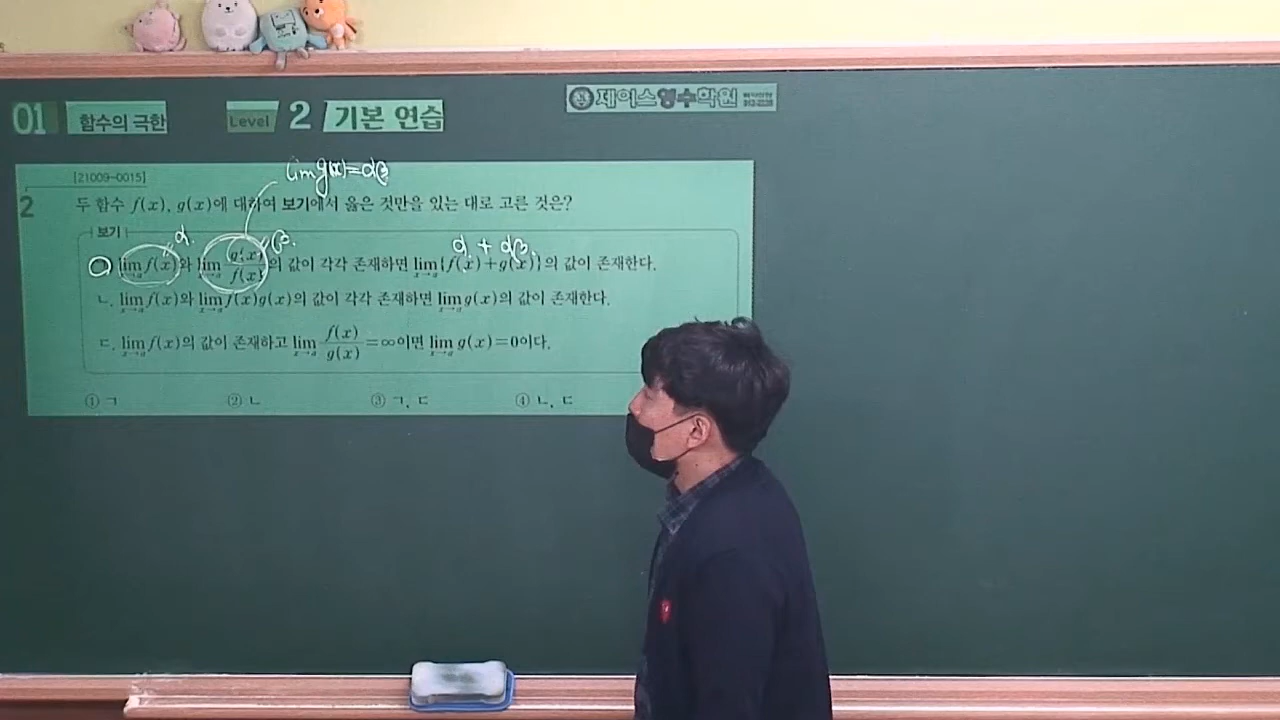 01 함수의 극한 Level 2 기본 연습
제이스영수학원
[21009-0015]
lim g(x)=αβ
2 두 함수 f(x), g(x)에 대하여 보기에서 옳은 것만을 있는 대로 고른 것은?
보기
α β α + αβ
ㄱ. lim x→a f(x)와 lim x→a g(x)/f(x)의 값이 각각 존재하면 lim x→a {f(x)+g(x)}의 값이 존재한다.
ㄴ. lim x→a f(x)와 lim x→a f(x)g(x)의 값이 각각 존재하면 lim x→a g(x)의 값이 존재한다.
ㄷ. lim x→a f(x)의 값이 존재하고 lim x→a f(x)/g(x)=∞이면 lim x→a g(x)=0이다.
① ㄱ ② ㄴ ③ ㄱ, ㄷ ④ ㄴ, ㄷ